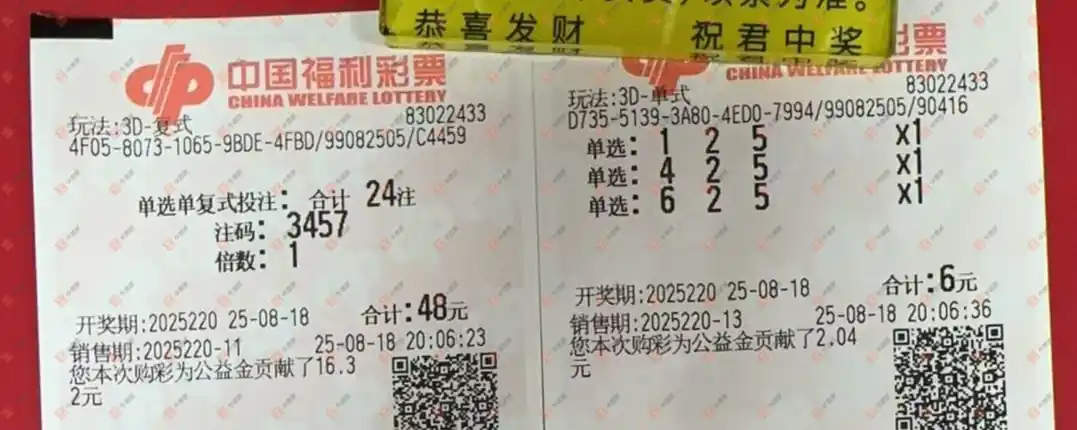 恭喜发财 祝君中奖
中国福利彩票
CHINA WELFARE LOTTERY
83022433
玩法:3D-复式
4F05-8073-1065-9BDE-4FBD/99082505/C4459
单选单复式投注: 合计 24注
注码: 3457
倍数: 1
合计:48元
开奖期:2025220 25-08-18
销售期:2025220-11 25-08-18 20:06:23
您本次购彩为公益金贡献了16.3
2元
彩票
CHINA WELFARE LOTTERY
83022433
玩法:3D-单式
D735-5139-3A80-4ED0-7994/99082505/90416
单选: 1 2 5 x1
单选: 4 2 5 x1
单选: 6 2 5 x1
合计:6元
开奖期:2025220 25-08-18
销售期:2025220-13 25-08-18 20:06:36
您本次购彩为公益金贡献了2.04
元